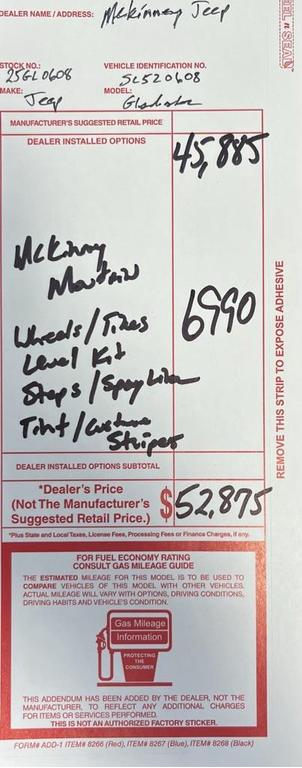 DEALER NAME / ADDRESS: McKinney Jeep
STOCK NO.: VEHICLE IDENTIFICATION NO.
25GL0608 SL520608
MAKE: MODEL:
Jeep Gladiator
MANUFACTURER'S SUGGESTED RETAIL PRICE
DEALER INSTALLED OPTIONS 45,885
McKinny
Mountain
6990
Wheels/Tires
Level Kit
Steps/Spray Liner
Tint/Custom
Stripes
DEALER INSTALLED OPTIONS SUBTOTAL
*Dealer's Price
(Not The Manufacturer's
Suggested Retail Price.) $52,875
*Plus State and Local Taxes, License Fees, Processing Fees or Finance Charges, if any.
FOR FUEL ECONOMY RATING
CONSULT GAS MILEAGE GUIDE
THE ESTIMATED MILEAGE FOR THIS MODEL IS TO BE USED TO
COMPARE VEHICLES OF THIS MODEL WITH OTHER VEHICLES.
ACTUAL MILEAGE WILL VARY WITH OPTIONS, DRIVING CONDITIONS,
DRIVING HABITS AND VEHICLE'S CONDITION.
Gas Mileage
Information
PROTECTING
THE
CONSUMER
THIS ADDENDUM HAS BEEN ADDED BY THE DEALER, NOT THE
MANUFACTURER, TO REFLECT ANY ADDITIONAL CHARGES
FOR ITEMS OR SERVICES PERFORMED.
THIS IS NOT AN AUTHORIZED FACTORY STICKER.
FORM# ADD-1 ITEM# 8266 (Red), ITEM# 8267 (Blue), ITEM# 8268 (Black)
REMOVE THIS STRIP TO EXPOSE ADHESIVE
EEL 'n' SEAL